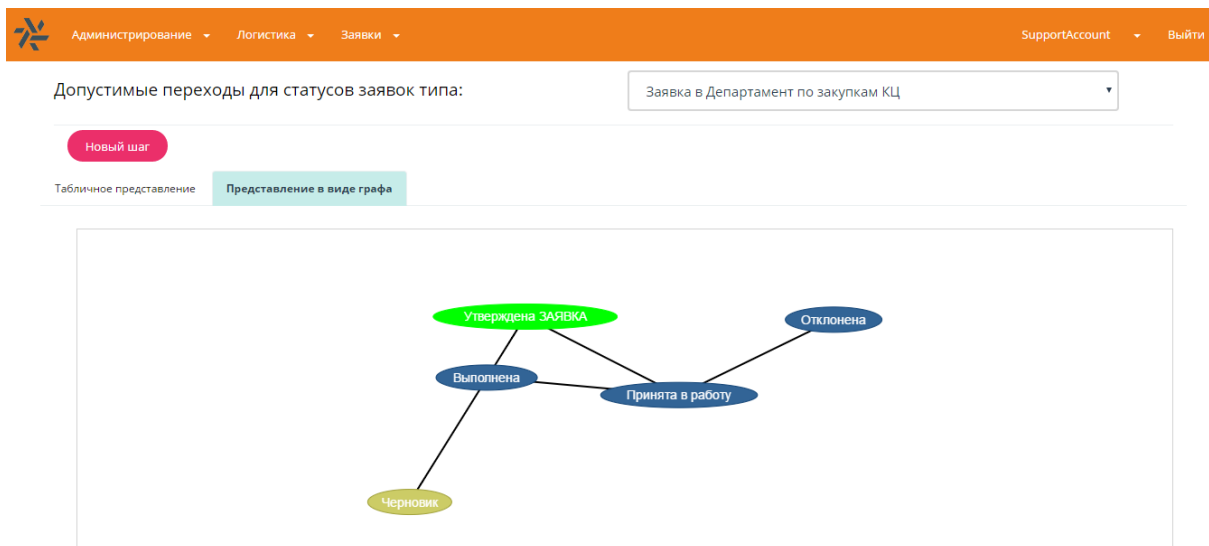 Администрирование Логистика Заявки SupportAccount Выйти
Допустимые переходы для статусов заявок типа: Заявка в Департамент по закупкам КЦ
Новый шаг
Табличное представление Представление в виде графа
Утверждена ЗАЯВКА
Отклонена
Выполнена
Принята в работу
Черновик